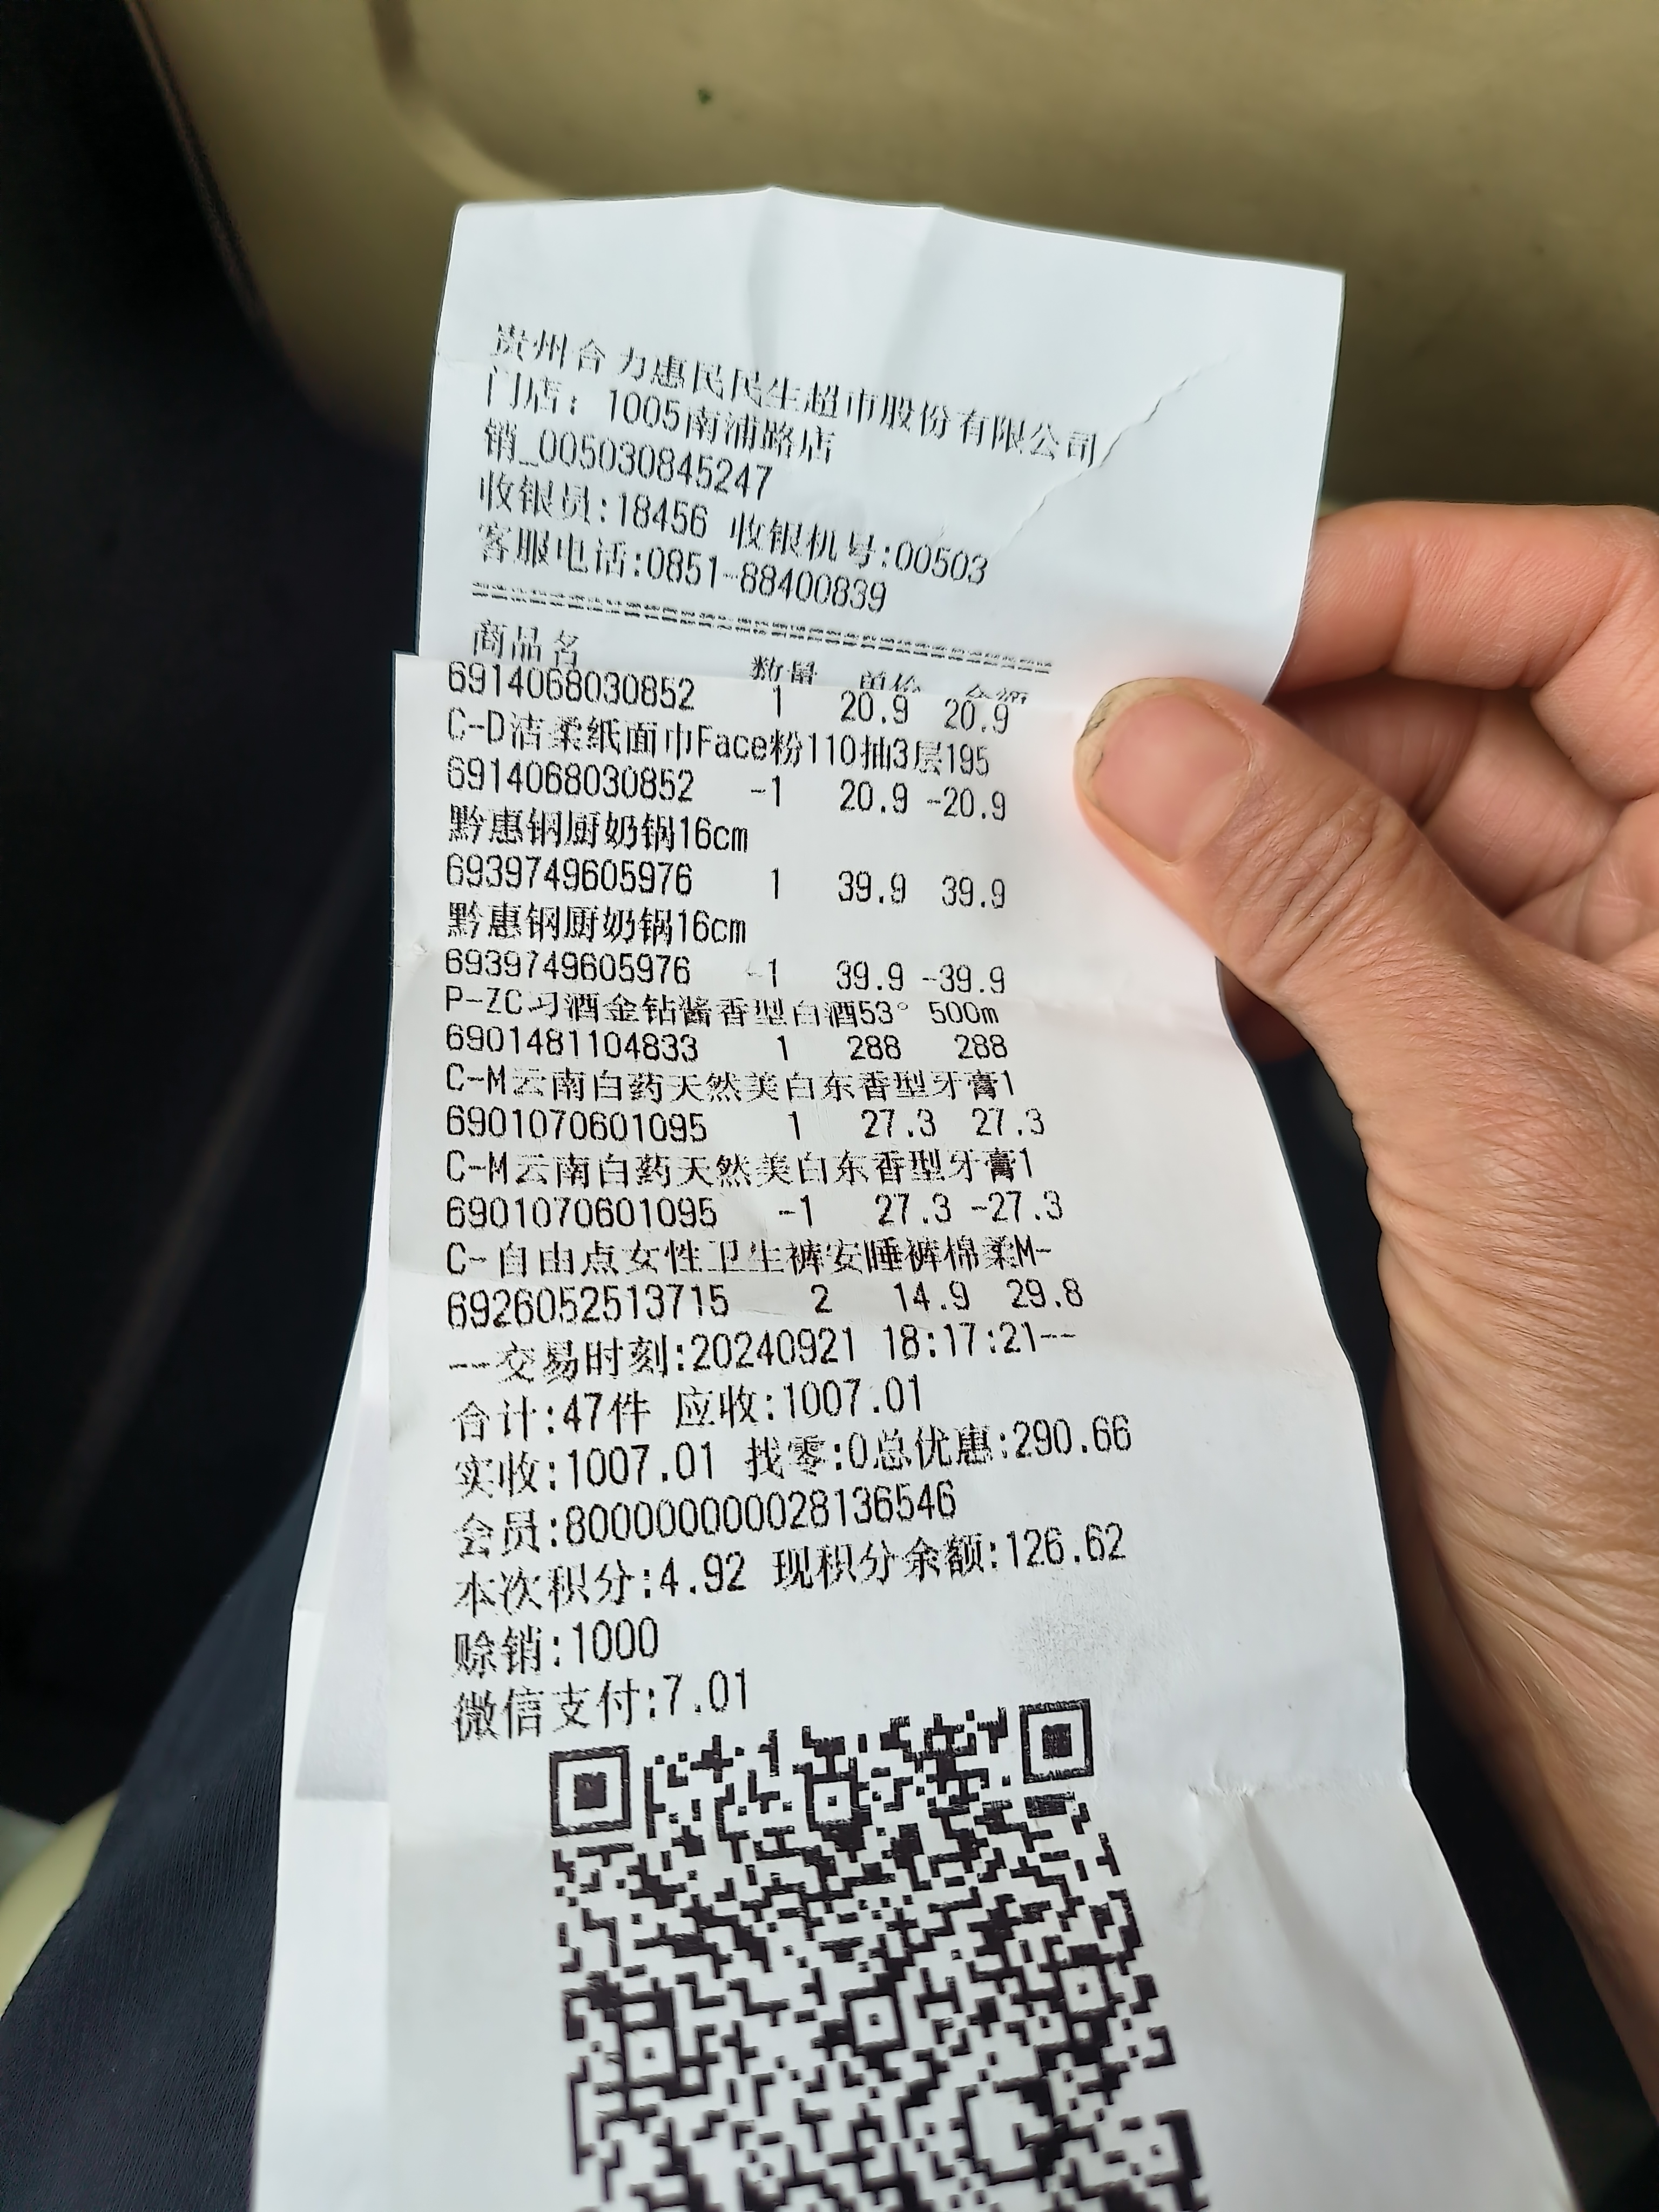 贵州合力惠民民生超市股份有限公司
门店：1005南浦路店
销_005030845247
收银员:18456 收银机号:00503
客服电话:0851-88400839
商品名 数量 单价 金额
6914068030852 1 20.9 20.9
C-D洁柔纸面巾Face粉110抽3层195
6914068030852 -1 20.9 -20.9
黔惠钢厨奶锅16cm
6939749605976 1 39.9 39.9
黔惠钢厨奶锅16cm
6939749605976 -1 39.9 -39.9
P-ZC习酒金钻酱香型白酒53° 500m
6901481104833 1 288 288
C-M云南白药天然美白东香型牙膏1
6901070601095 1 27.3 27.3
C-M云南白药天然美白东香型牙膏1
6901070601095 -1 27.3 -27.3
C-自由点女性卫生裤安睡裤棉柔M-
6926052513715 2 14.9 29.8
--交易时刻:20240921 18:17:21--
合计:47件 应收:1007.01
实收:1007.01 找零:0总优惠:290.66
会员:800000000028136546
本次积分:4.92 现积分余额:126.62
赊销:1000
微信支付:7.01